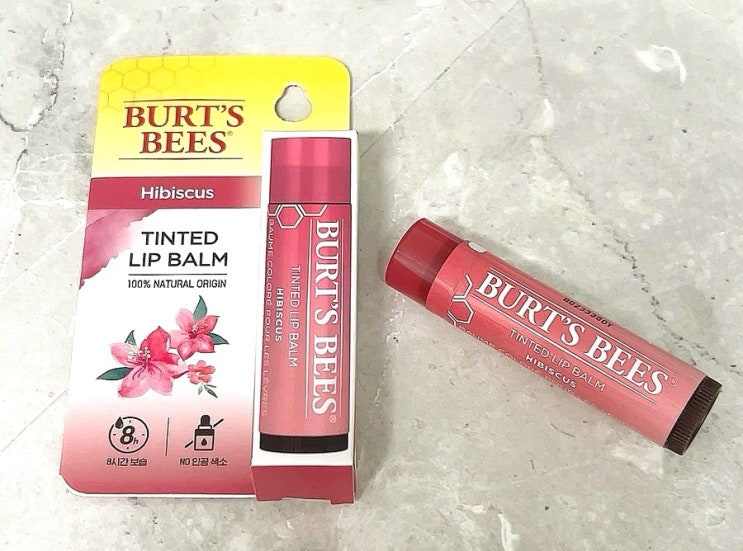 BURT'S
BEES®
Hibiscus
TINTED
LIP BALM
100% NATURAL ORIGIN
8h
8시간 보습
NO 인공 색소
BURT'S BEES®
TINTED LIP BALM
HIBISCUS
BAUME COLORÉ POUR LES LÈVRES
BURT'S BEES®
TINTED LIP BALM
HIBISCUS
BAUME